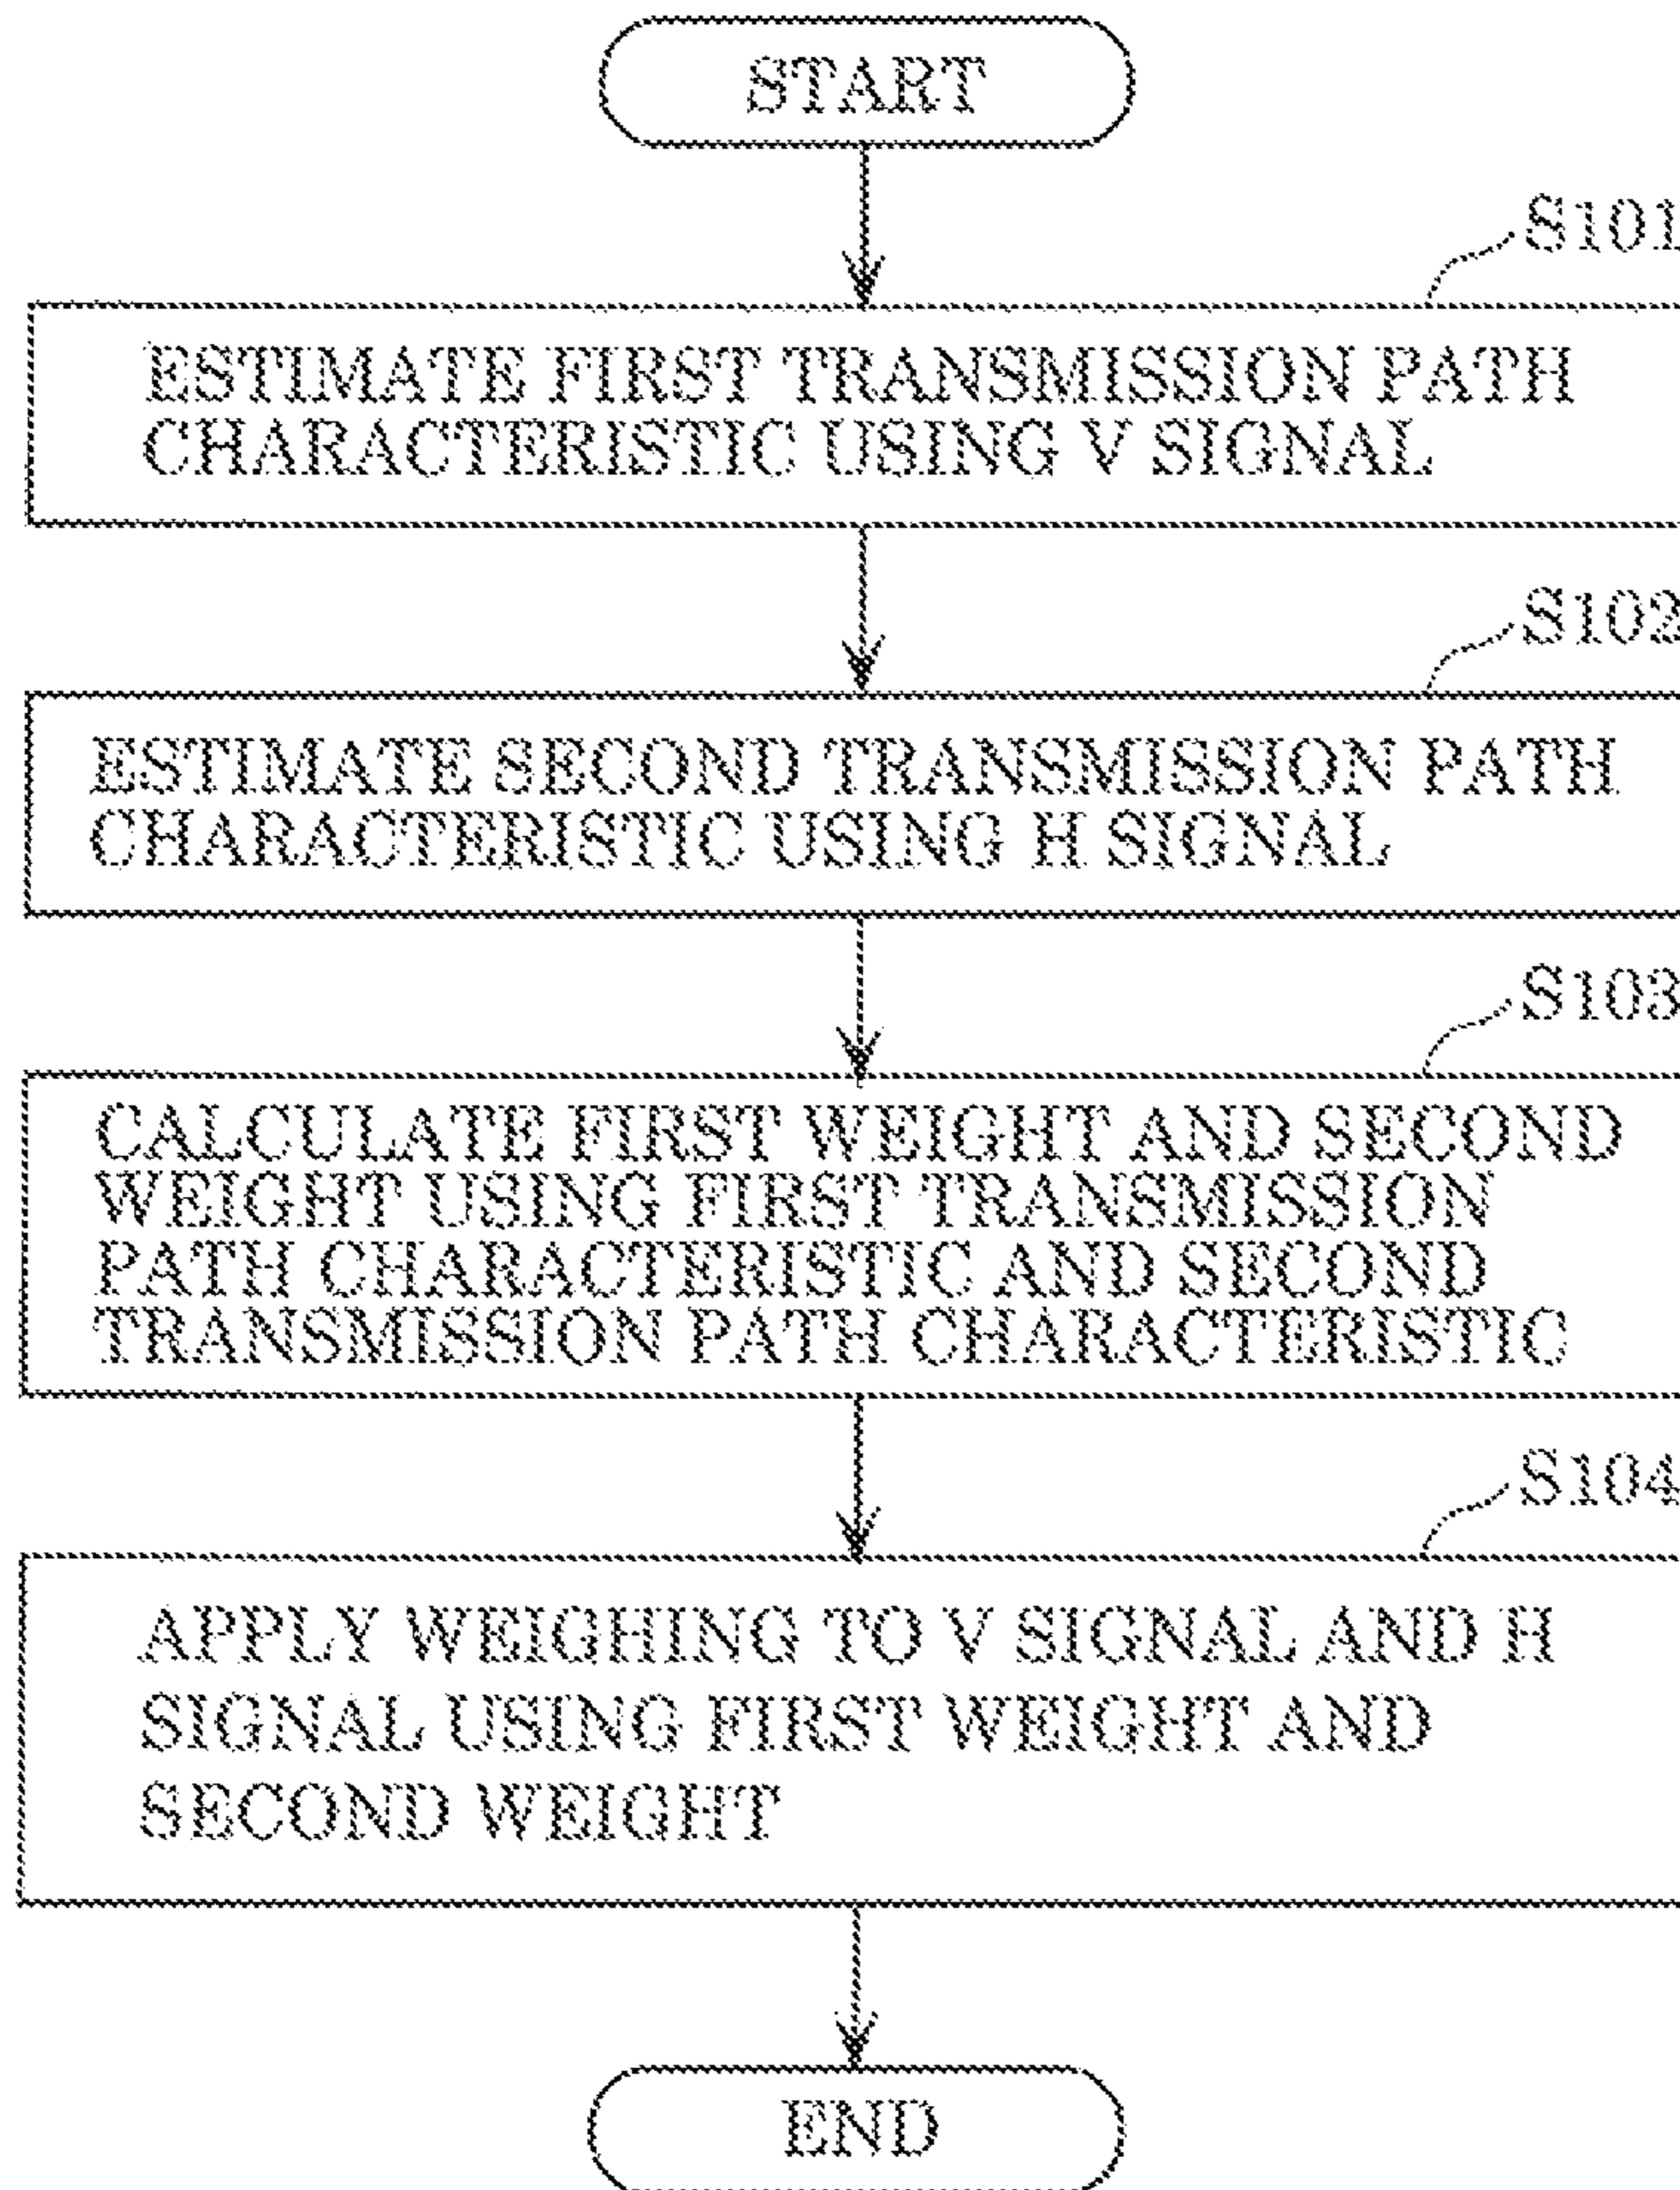 START
S101
ESTIMATE FIRST TRANSMISSION PATH
CHARACTERISTIC USING V SIGNAL
S102
ESTIMATE SECOND TRANSMISSION PATH
CHARACTERISTIC USING H SIGNAL
S103
CALCULATE FIRST WEIGHT AND SECOND
WEIGHT USING FIRST TRANSMISSION
PATH CHARACTERISTIC AND SECOND
TRANSMISSION PATH CHARACTERISTIC
S104
APPLY WEIGHING TO V SIGNAL AND H
SIGNAL USING FIRST WEIGHT AND
SECOND WEIGHT
END